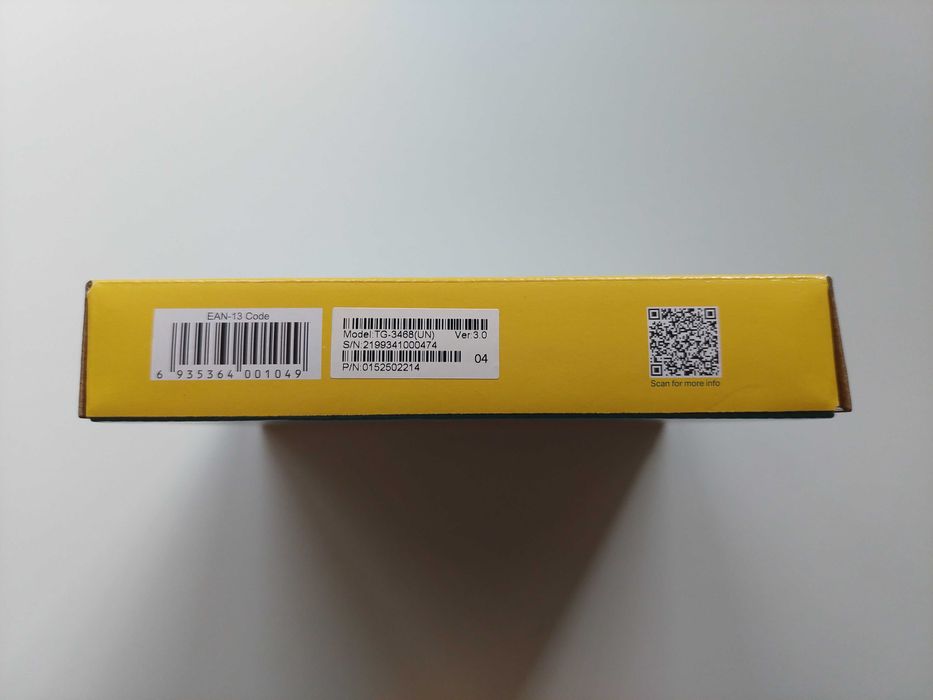 EAN-13 Code
6 935364 001049
Model:TG-3468(UN) Ver:3.0
S/N:2199341000474
04
P/N:0152502214
Scan for more info